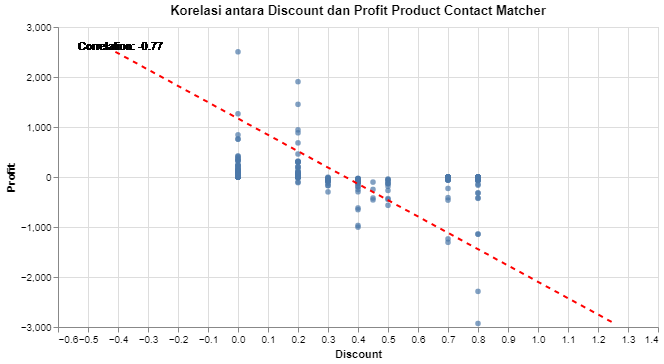 Korelasi antara Discount dan Profit Product Contact Matcher
3,000
Correlation: -0.77
2,000
1,000
Profit
0
−1,000
−2,000
−3,000
−0.6−0.5 −0.4 −0.3 −0.2 −0.1 0.0 0.1 0.2 0.3 0.4 0.5 0.6 0.7 0.8 0.9 1.0 1.1 1.2 1.3 1.4
Discount